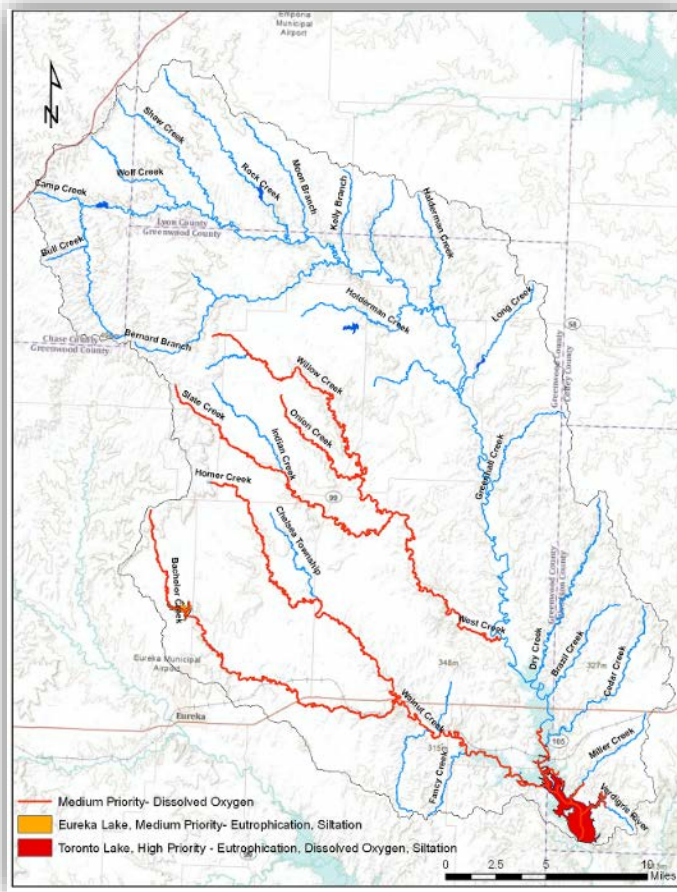 Emporia
Municipal
Airport
N
Shaw Creek
Wolf Creek
Rock Creek
Moon Branch
Kelly Branch
Camp Creek
Halderman Creek
Lyon County
Greenwood County
Bull Creek
Long Creek
Holderman Creek
58
Bernard Branch
Chase County
Greenwood County
Greenwood County
Coffey County
Willow Creek
Slate Creek
Onion Creek
Indian Creek
Homer Creek
99
Greenhall Creek
Chelsea Township
Bachelor Creek
Greenwood County
West Creek
Dry Creek
Brazil Creek
Cedar Creek
327m
348m
Eureka Municipal
Airport
Eureka
Walnut Creek
315m
Fancy Creek
105
Miller Creek
Verdigris River
Medium Priority- Dissolved Oxygen
Eureka Lake, Medium Priority- Eutrophication, Siltation
Toronto Lake, High Priority - Eutrophication, Dissolved Oxygen, Siltation
0 2.5 5 10
Miles